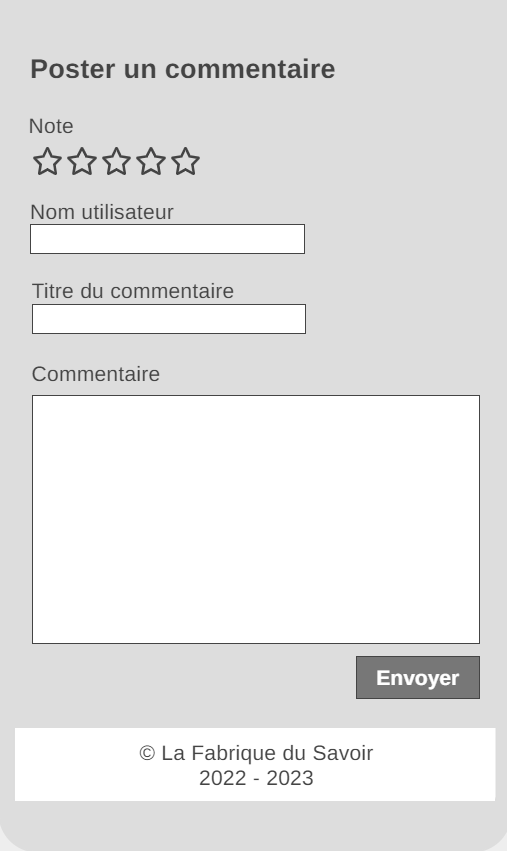 Poster un commentaire
Note
Nom utilisateur
Titre du commentaire
Commentaire
Envoyer
© La Fabrique du Savoir
2022 - 2023